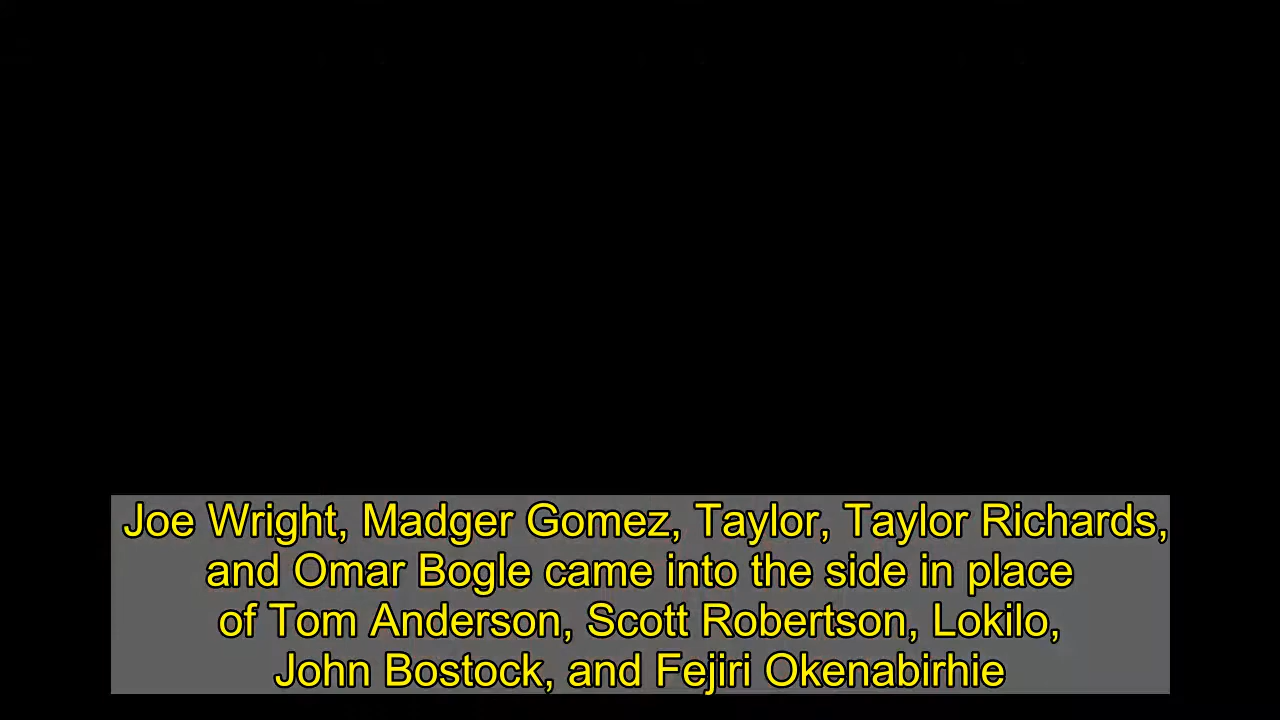 Joe Wright, Madger Gomez, Taylor, Taylor Richards,
and Omar Bogle came into the side in place
of Tom Anderson, Scott Robertson, Lokilo,
John Bostock, and Fejiri Okenabirhie